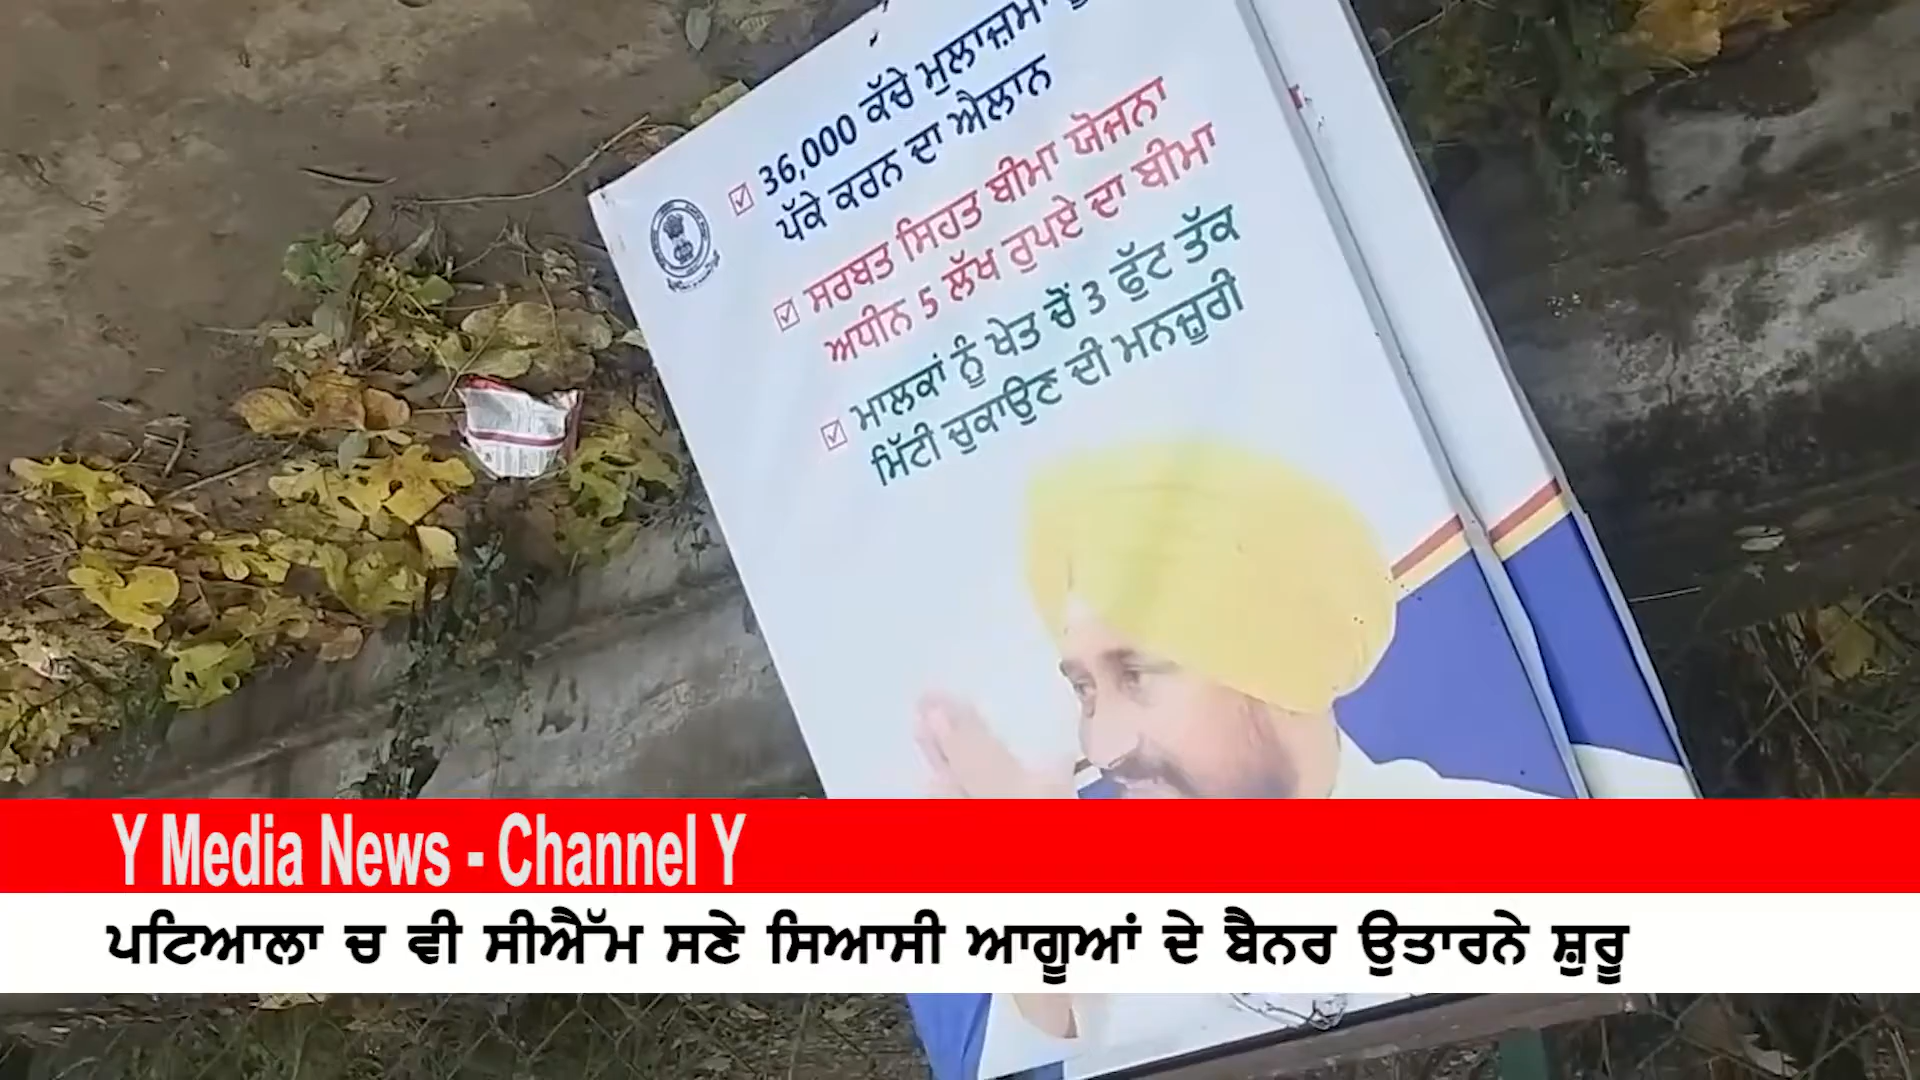 36,000 ਕੱਚੇ ਮੁਲਾਜ਼ਮਾਂ
ਪੱਕੇ ਕਰਨ ਦਾ ਐਲਾਨ
ਸਰਬਤ ਸਿਹਤ ਬੀਮਾ ਯੋਜਨਾ
ਅਧੀਨ 5 ਲੱਖ ਰੁਪਏ ਦਾ ਬੀਮਾ
ਮਾਲਕਾਂ ਨੂੰ ਖੇਤ ਚੋਂ 3 ਫੁੱਟ ਤੱਕ
ਮਿੱਟੀ ਚੁਕਾਉਣ ਦੀ ਮਨਜ਼ੂਰੀ
Y Media News - Channel Y
ਪਟਿਆਲਾ ਚ ਵੀ ਸੀਐੱਮ ਸਣੇ ਸਿਆਸੀ ਆਗੂਆਂ ਦੇ ਬੈਨਰ ਉਤਾਰਨੇ ਸ਼ੁਰੂ